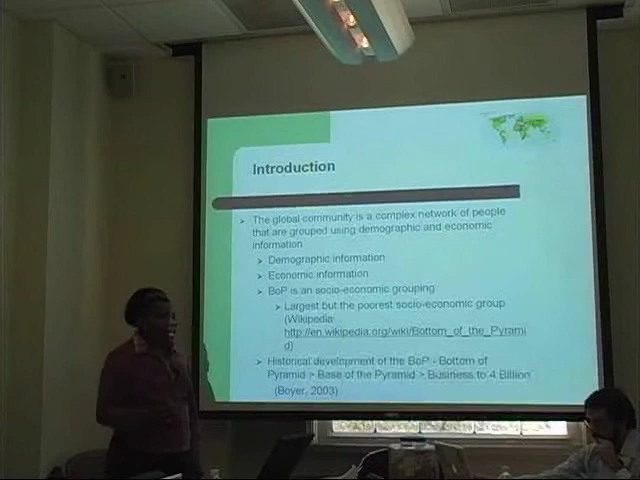 Introduction
The global community is a complex network of people
that are grouped using demographic and economic
information
Demographic information
Economic information
BoP is an socio-economic grouping
Largest but the poorest socio-economic group
(Wikipedia
http://en.wikipedia.org/wiki/Bottom_of_the_Pyrami
d)
Historical development of the BoP - Bottom of
Pyramid > Base of the Pyramid > Business to 4 Billion
(Boyer, 2003)